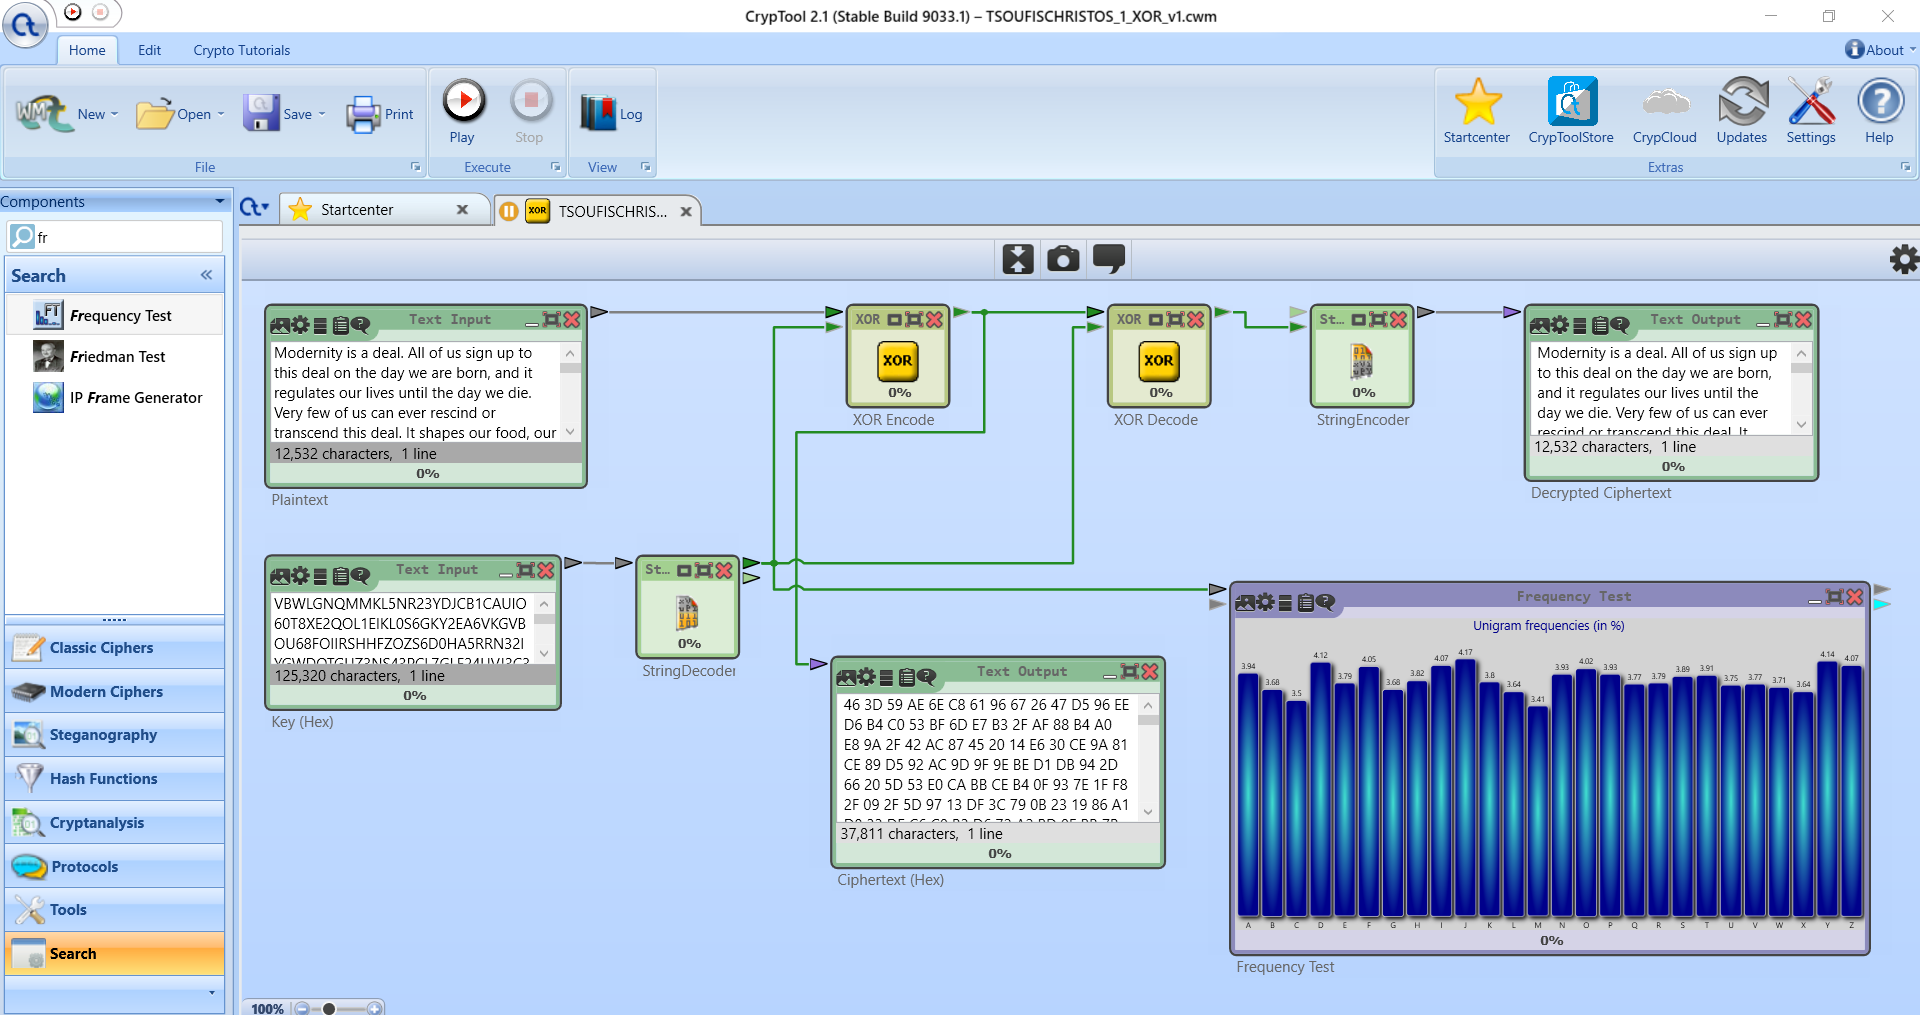 CrypTool 2.1 (Stable Build 9033.1) – TSOUFISCHRISTOS_1_XOR_v1.cwm
Home Edit Crypto Tutorials About
New Open Save Print
Play Stop
Log
Startcenter CrypToolStore CrypCloud Updates Settings Help
File Execute View Extras
Components
Startcenter
XOR TSOUFISCHRIS...
fr
Search
Frequency Test
Friedman Test
IP Frame Generator
Classic Ciphers
Modern Ciphers
Steganography
Hash Functions
Cryptanalysis
Protocols
Tools
Search
Text Input
Modernity is a deal. All of us sign up to
this deal on the day we are born, and it
regulates our lives until the day we die.
Very few of us can ever rescind or
transcend this deal. It shapes our food, our
12,532 characters, 1 line
0%
Plaintext
XOR
XOR
0%
XOR Encode
XOR
XOR
0%
XOR Decode
St...
0%
StringEncoder
Text Output
Modernity is a deal. All of us sign up
to this deal on the day we are born,
and it regulates our lives until the
day we die. Very few of us can ever
rescind or transcend this deal. It
12,532 characters, 1 line
0%
Decrypted Ciphertext
Text Input
VBWLGNQMMKL5NR23YDJCB1CAUIO
60T8XE2QOL1EIKL0S6GKY2EA6VKGVB
OU68FOIIRSHHFZOZS6D0HA5RRN32I
125,320 characters, 1 line
0%
Key (Hex)
St...
0%
StringDecoder
Text Output
46 3D 59 AE 6E C8 61 96 67 26 47 D5 96 EE
D6 B4 C0 53 BF 6D E7 B3 2F AF 88 B4 A0
E8 9A 2F 42 AC 87 45 20 14 E6 30 CE 9A 81
CE 89 D5 92 AC 9D 9F 9E BE D1 DB 94 2D
66 20 5D 53 E0 CA BB CE B4 0F 93 7E 1F F8
2F 09 2F 5D 97 13 DF 3C 79 0B 23 19 86 A1
37,811 characters, 1 line
0%
Ciphertext (Hex)
Frequency Test
Unigram frequencies (in %)
3.94 3.68 3.5 4.12 3.79 4.05 3.68 3.82 4.07 4.17 3.8 3.64 3.41 3.93 4.02 3.93 3.77 3.79 3.89 3.91 3.75 3.77 3.71 3.64 4.14 4.07
A B C D E F G H I J K L M N O P Q R S T U V W X Y Z
0%
Frequency Test
100%